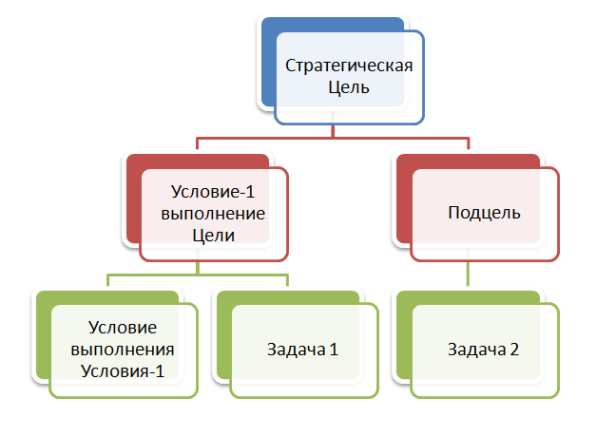 Стратегическая
Цель
Условие-1
выполнение
Цели
Подцель
Условие
выполнения
Условия-1
Задача 1
Задача 2